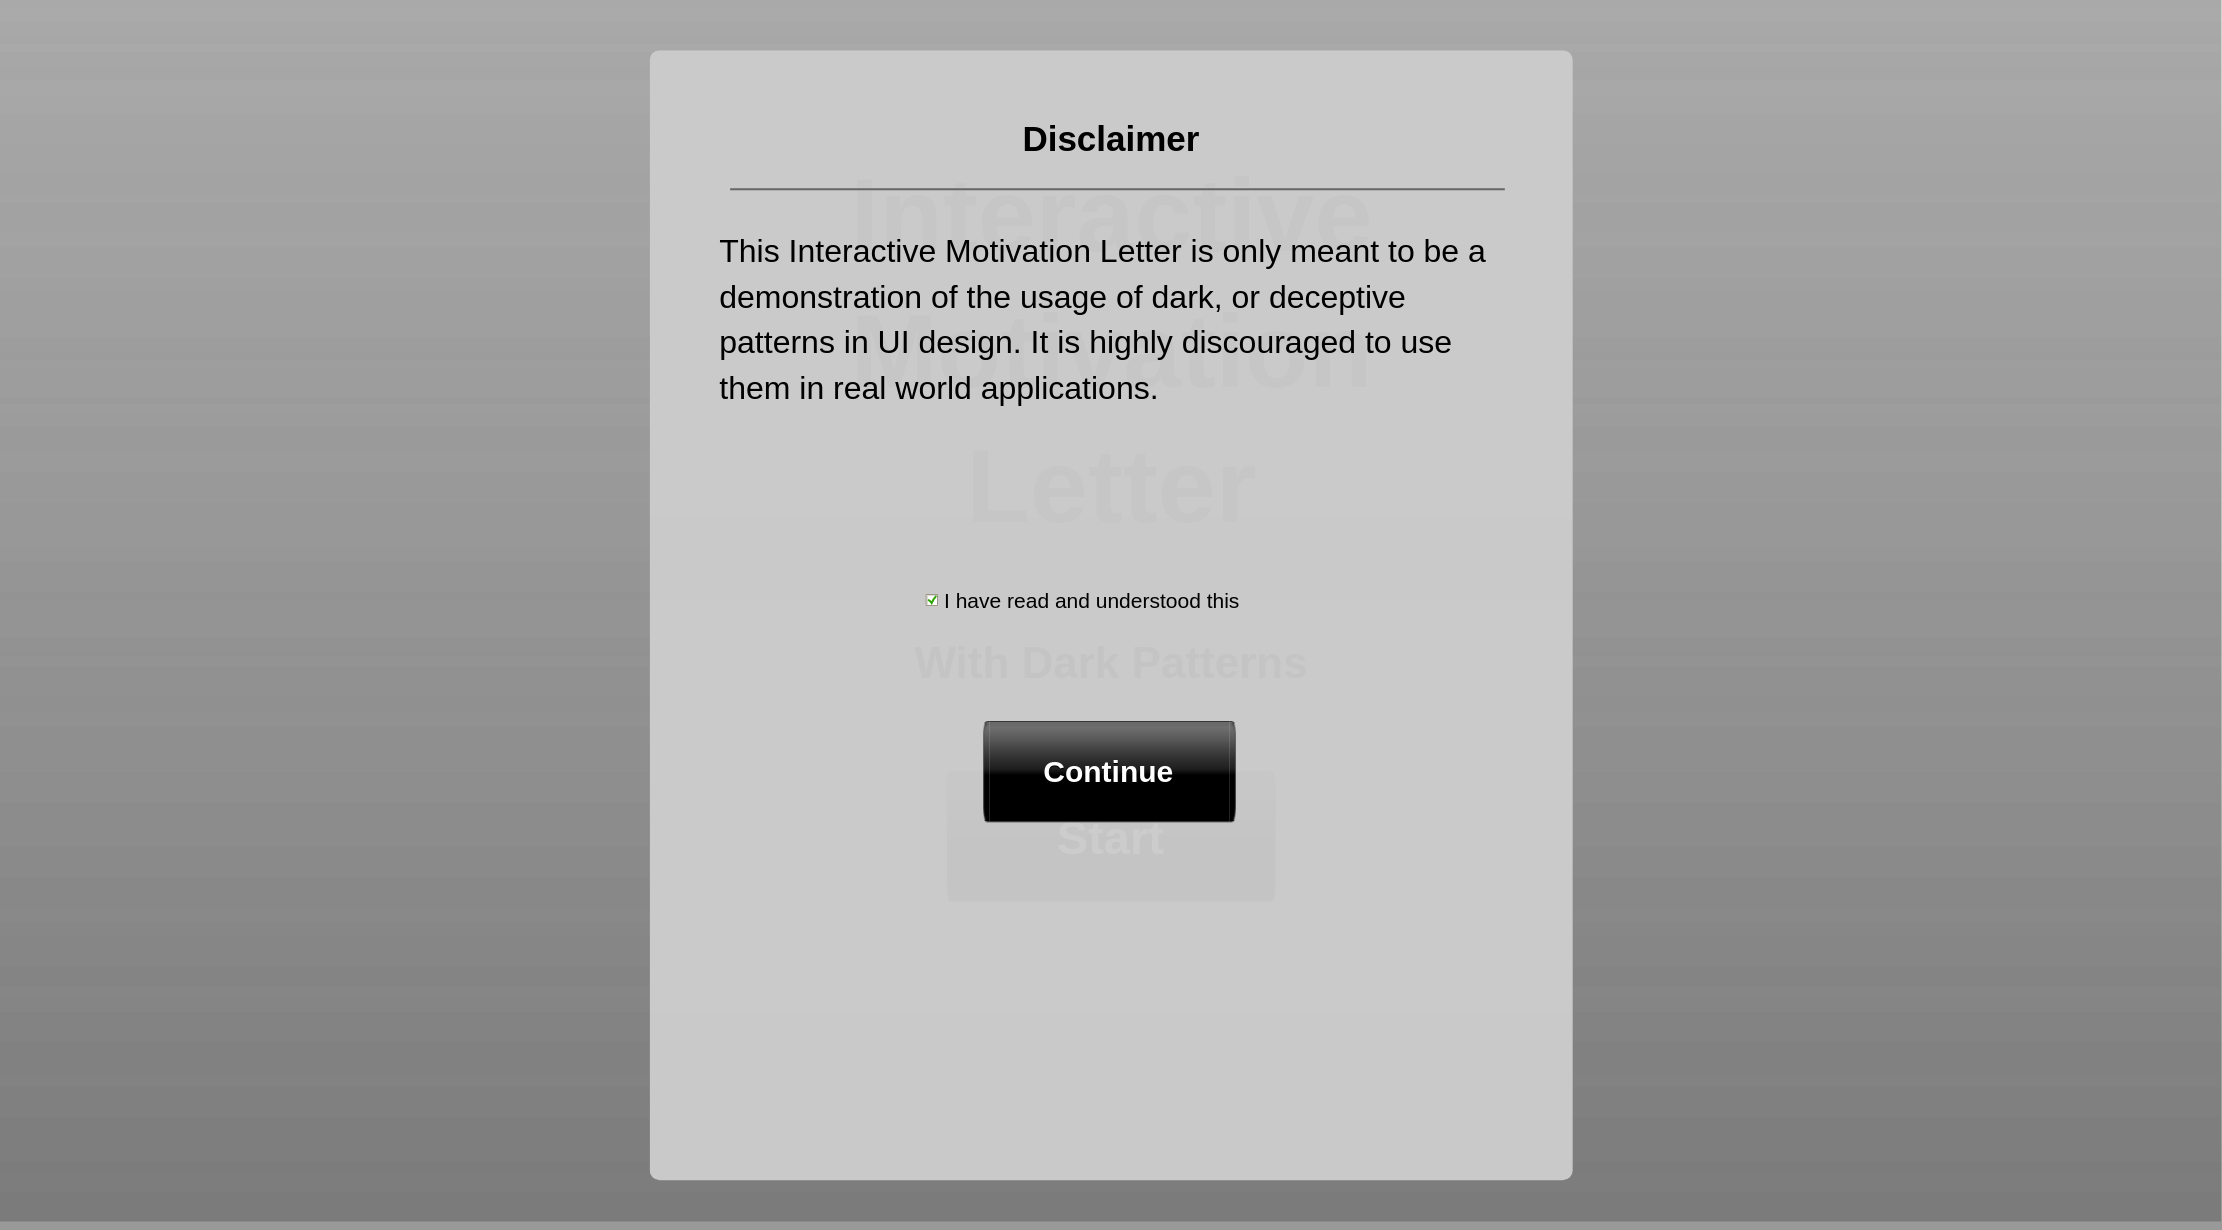 Disclaimer
Interactive
This Interactive Motivation Letter is only meant to be a
demonstration of the usage of dark, or deceptive
Motivation
patterns in UI design. It is highly discouraged to use
them in real world applications.
Letter
I have read and understood this
With Dark Patterns
Continue
Start